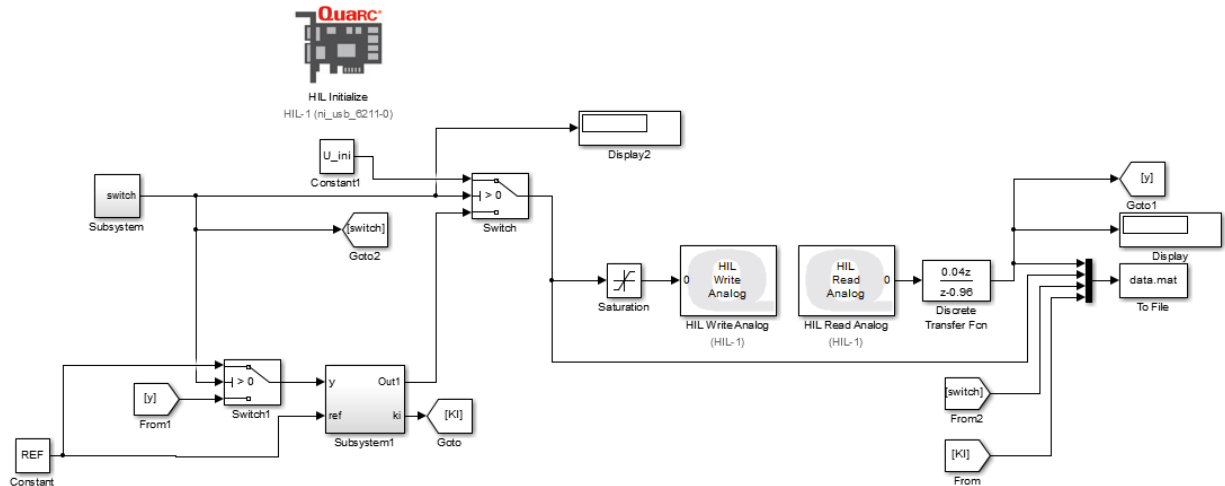 QUARC
HIL Initialize
HIL-1 (ni_usb_6211-0)
U_ini
Constant1
Display2
switch
Subsystem
> 0
Switch
[switch]
Goto2
[y]
Goto1
Display
Saturation
0
HIL
Write
Analog
HIL Write Analog
(HIL-1)
HIL
Read
Analog
0
HIL Read Analog
(HIL-1)
0.04z
z-0.96
Discrete
Transfer Fcn
data.mat
To File
> 0
Switch1
[y]
From1
y
Out1
ref
ki
Subsystem1
[KI]
Goto
REF
Constant
[switch]
From2
[KI]
From